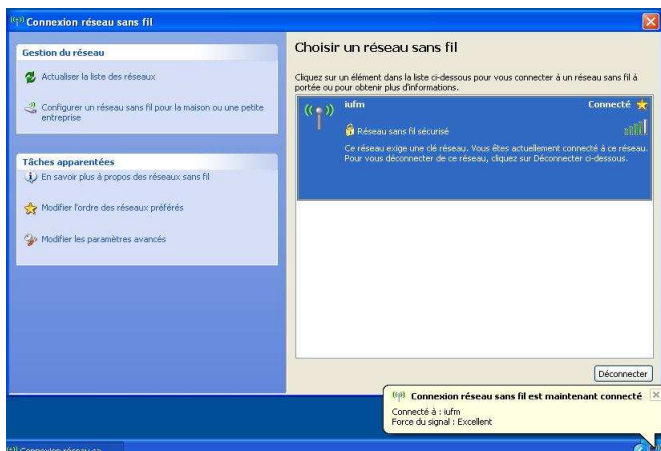 Connexion réseau sans fil
Gestion du réseau
Actualiser la liste des réseaux
Configurer un réseau sans fil pour la maison ou une petite
entreprise
Tâches apparentées
En savoir plus à propos des réseaux sans fil
Modifier l'ordre des réseaux préférés
Modifier les paramètres avancés
Choisir un réseau sans fil
Cliquez sur un élément dans la liste ci-dessous pour vous connecter à un réseau sans fil à
portée ou pour obtenir plus d'informations.
iufm
Connecté
Réseau sans fil sécurisé
Ce réseau exige une clé réseau. Vous êtes actuellement connecté à ce réseau.
Pour vous déconnecter de ce réseau, cliquez sur Déconnecter ci-dessous.
Déconnecter
Connexion réseau sans fil est maintenant connecté
Connecté à : iufm
Force du signal : Excellent
Connexion réseau sa